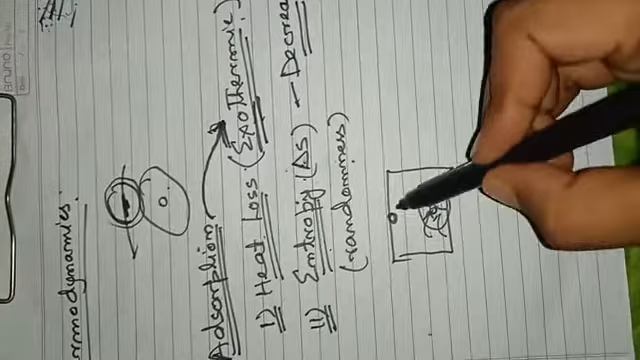 rmodynamics.
Adsorption
I) Heat Loss. (Exothermic)
II) Entropy. (ΔS) - Decrea
(randomness)